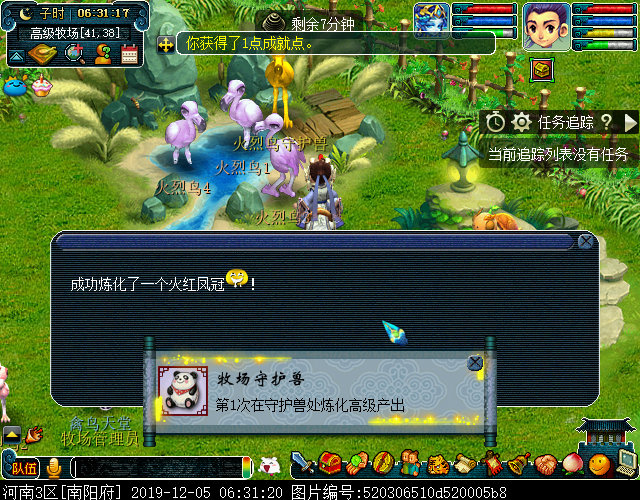 子时 06:31:17
高级牧场[41,38]
剩余7分钟
你获得了1点成就点。
任务追踪 ?
当前追踪列表没有任务
火烈鸟守护兽
火烈鸟1
火烈鸟4
火烈鸟
成功炼化了一个火红凤冠!
牧场守护兽
第1次在守护兽处炼化高级产出
禽鸟天堂
牧场管理员
队伍
河南3区[南阳府] 2019-12-05 06:31:20 图片编号:520306510d520005b8